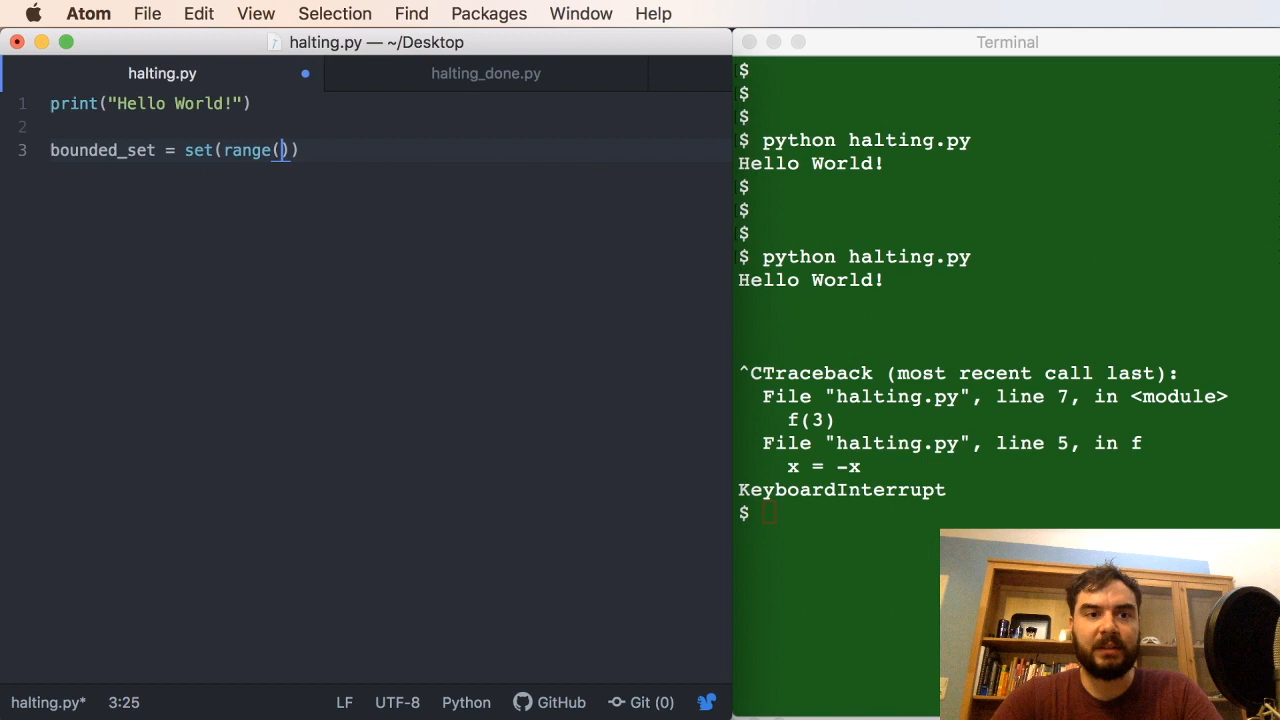 Atom File Edit View Selection Find Packages Window Help
halting.py — ~/Desktop
halting.py halting_done.py
1 print("Hello World!")
2
3 bounded_set = set(range())
halting.py* 3:25 LF UTF-8 Python GitHub Git (0)
Terminal
$
$
$
$ python halting.py
Hello World!
$
$
$
$ python halting.py
Hello World!
^CTraceback (most recent call last):
File "halting.py", line 7, in <module>
f(3)
File "halting.py", line 5, in f
x = -x
KeyboardInterrupt
$